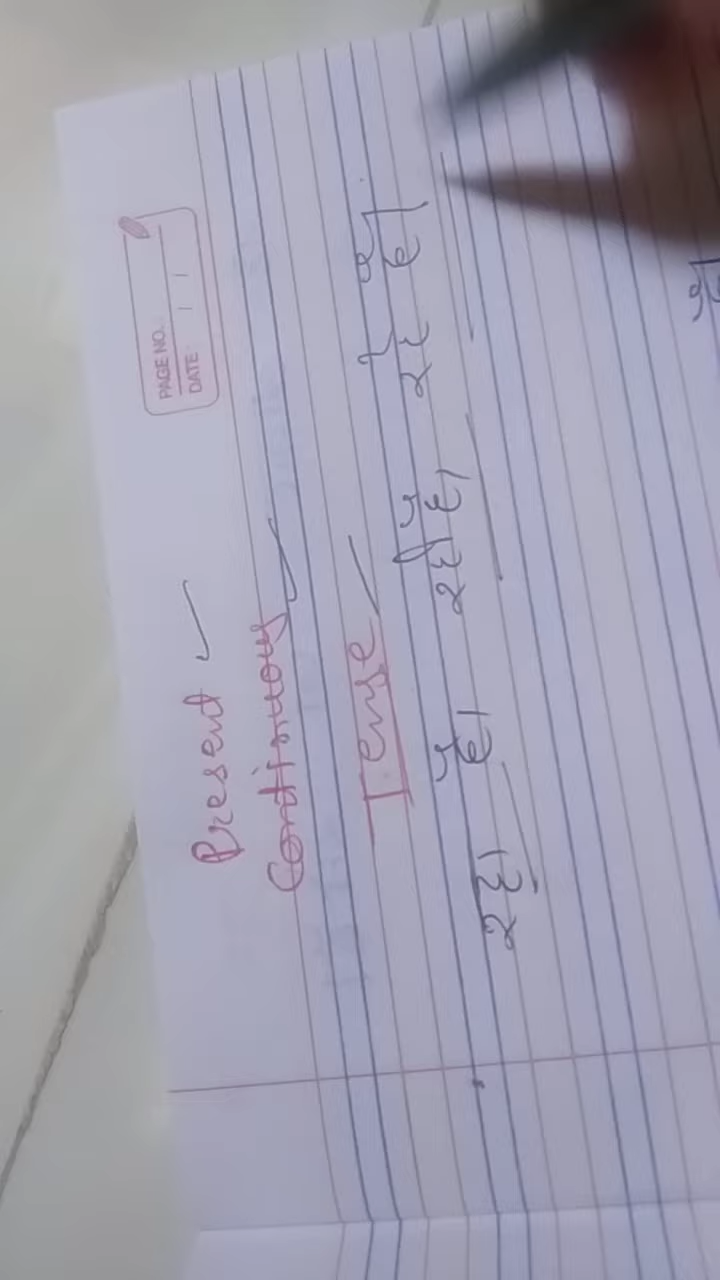 PAGE NO.
DATE / /
Present
Continuous
Tense
रहा है। रही है। रहे हैं।